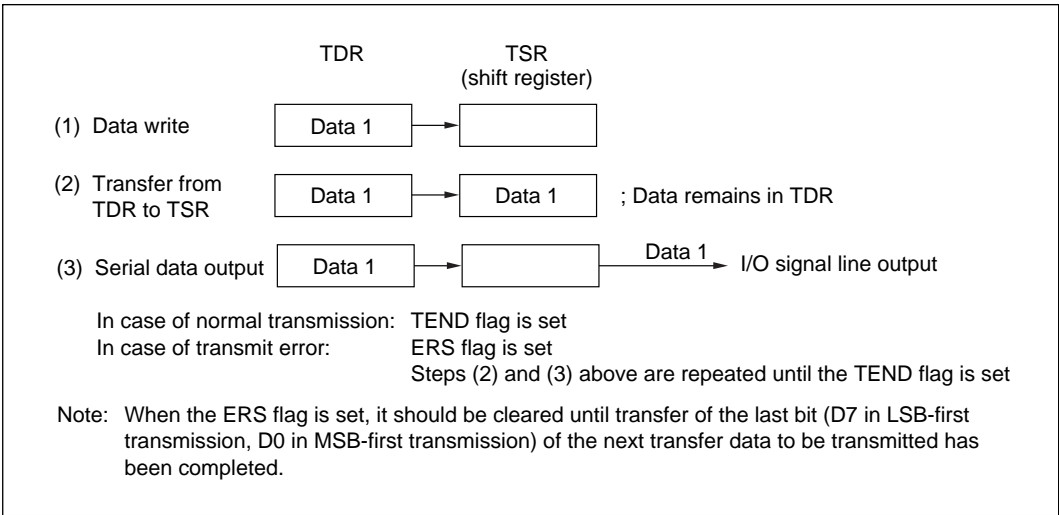 TDR TSR
(shift register)
(1) Data write Data 1
(2) Transfer from
TDR to TSR Data 1 Data 1 ; Data remains in TDR
(3) Serial data output Data 1 Data 1 I/O signal line output
In case of normal transmission: TEND flag is set
In case of transmit error: ERS flag is set
Steps (2) and (3) above are repeated until the TEND flag is set
Note: When the ERS flag is set, it should be cleared until transfer of the last bit (D7 in LSB-first
transmission, D0 in MSB-first transmission) of the next transfer data to be transmitted has
been completed.